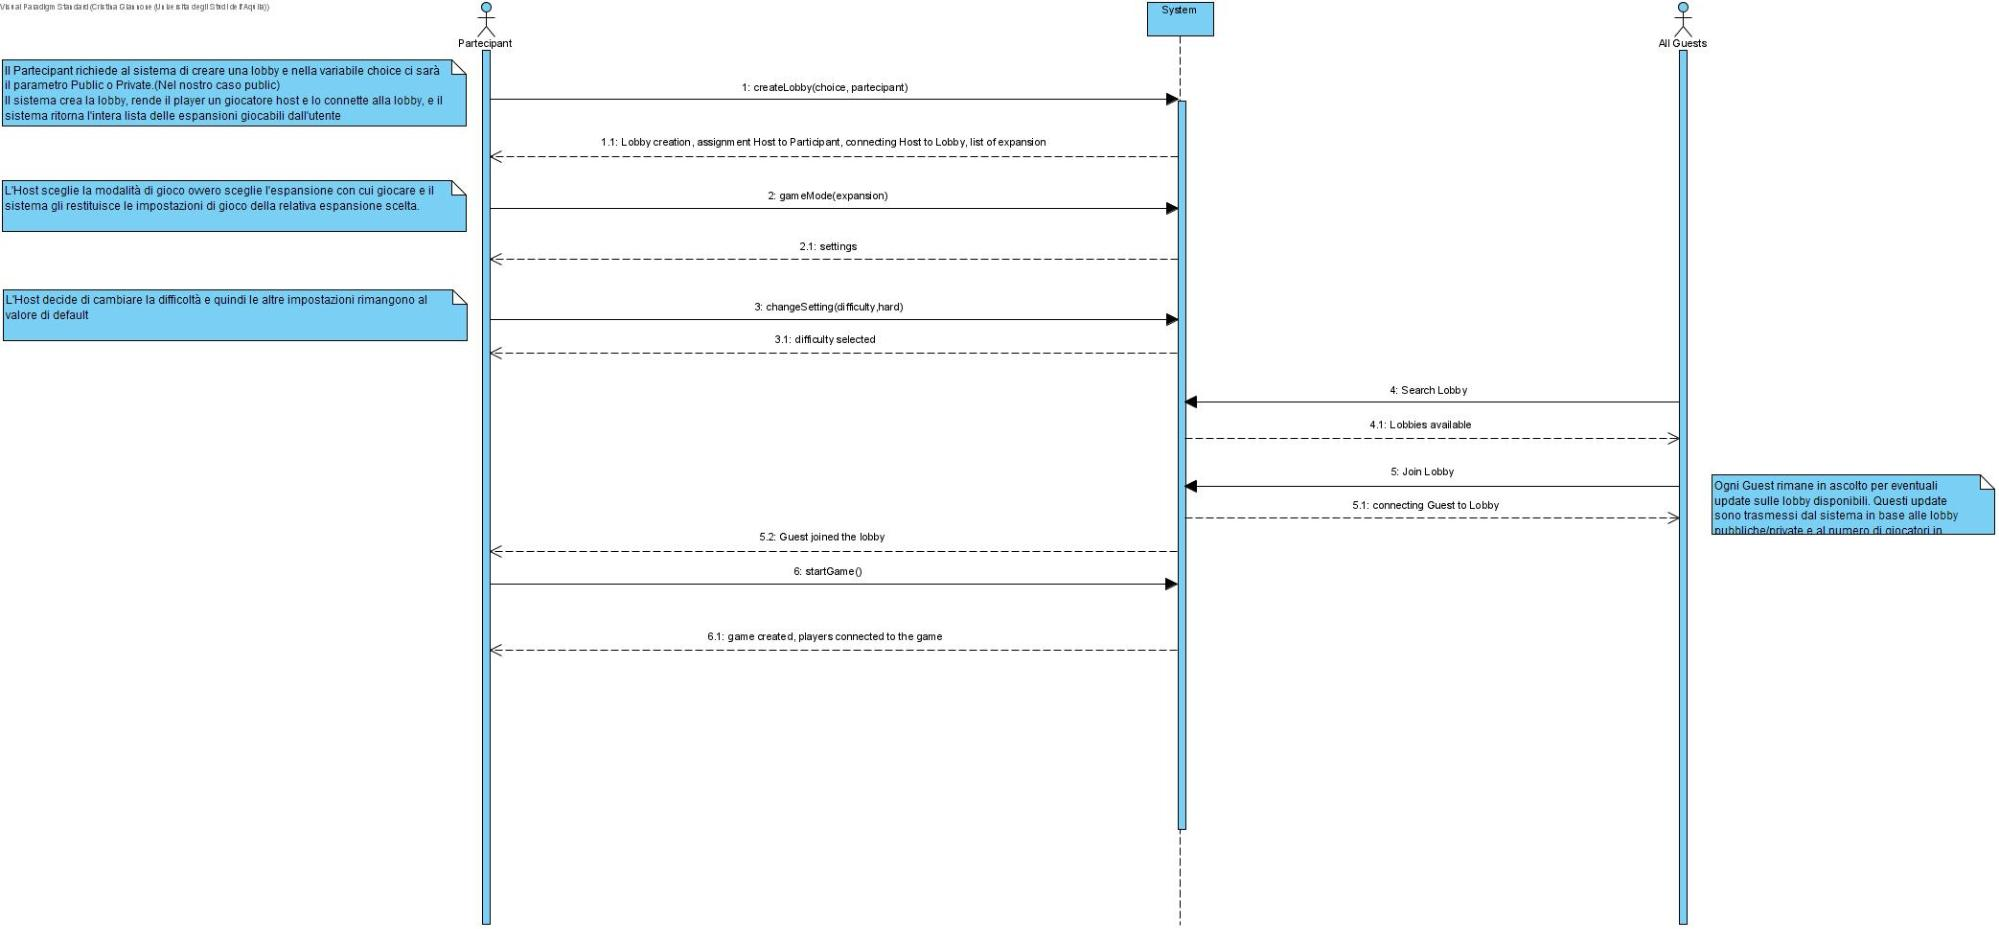 Visual Paradigm Standard (Cristina Giannone (Universita degli Studi dell'Aquila))
Partecipant
System
All Guests
Il Partecipant richiede al sistema di creare una lobby e nella variabile choice ci sarà
il parametro Public o Private.(Nel nostro caso public)
Il sistema crea la lobby, rende il player un giocatore host e lo connette alla lobby, e il
sistema ritorna l'intera lista delle espansioni giocabili dall'utente
1: createLobby(choice, partecipant)
1.1: Lobby creation, assignment Host to Participant, connecting Host to Lobby, list of expansion
L'Host sceglie la modalità di gioco ovvero sceglie l'espansione con cui giocare e il
sistema gli restituisce le impostazioni di gioco della relativa espansione scelta.
2: gameMode(expansion)
2.1: settings
L'Host decide di cambiare la difficoltà e quindi le altre impostazioni rimangono al
valore di default
3: changeSetting(difficulty,hard)
3.1: difficulty selected
4: Search Lobby
4.1: Lobbies available
5: Join Lobby
5.1: connecting Guest to Lobby
Ogni Guest rimane in ascolto per eventuali
update sulle lobby disponibili. Questi update
sono trasmessi dal sistema in base alle lobby
pubbliche/private e al numero di giocatori in
5.2: Guest joined the lobby
6: startGame()
6.1: game created, players connected to the game